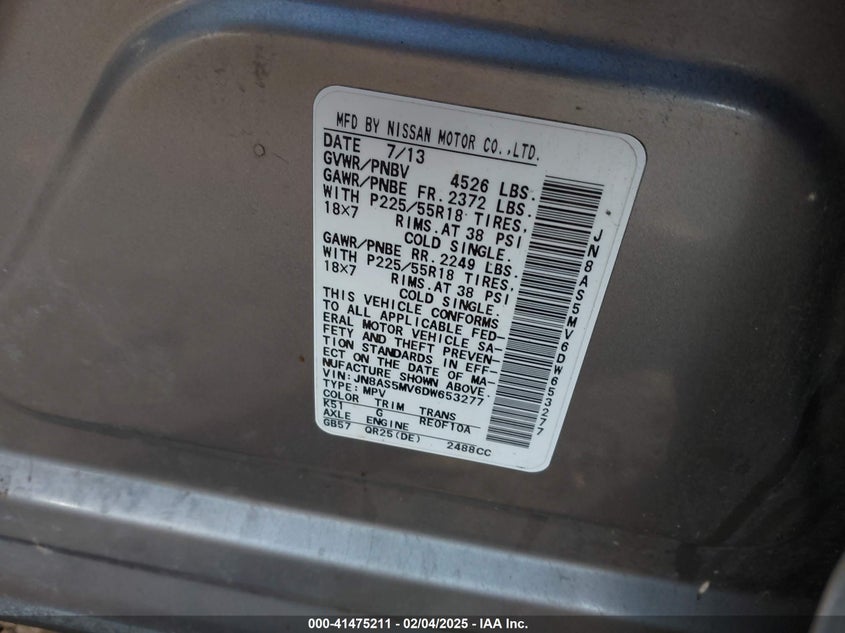 MFD BY NISSAN MOTOR CO.,LTD.
DATE 7/13
GVWR/PNBV 4526 LBS.
GAWR/PNBE FR. 2372 LBS.
WITH P225/55R18 TIRES,
18X7 RIMS.AT 38 PSI
COLD SINGLE.
GAWR/PNBE RR. 2249 LBS.
WITH P225/55R18 TIRES,
18X7 RIMS.AT 38 PSI
COLD SINGLE.
THIS VEHICLE CONFORMS
TO ALL APPLICABLE FED-
ERAL MOTOR VEHICLE SA-
FETY AND THEFT PREVEN-
TION STANDARDS IN EFF-
ECT ON THE DATE OF MA-
NUFACTURE SHOWN ABOVE.
VIN: JN8AS5MV6DW653277
TYPE: MPV
COLOR TRIM TRANS
K51 G RE0F10A
AXLE ENGINE
GB57 QR25(DE) 2488CC
JN8AS5MV6DW653277
000-41475211 - 02/04/2025 - IAA Inc.